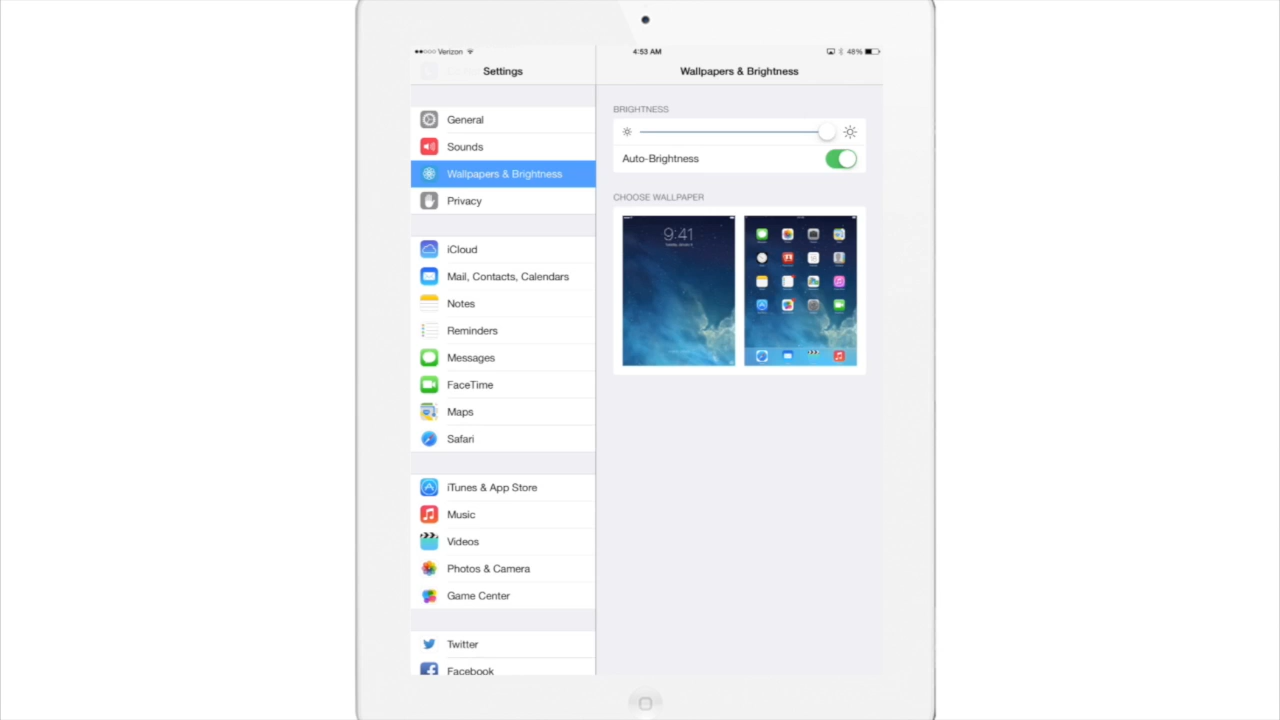 Verizon 4:53 AM 48%
Settings
Wallpapers & Brightness
General
Sounds
Wallpapers & Brightness
Privacy
iCloud
Mail, Contacts, Calendars
Notes
Reminders
Messages
FaceTime
Maps
Safari
iTunes & App Store
Music
Videos
Photos & Camera
Game Center
Twitter
Facebook
BRIGHTNESS
Auto-Brightness
CHOOSE WALLPAPER
9:41